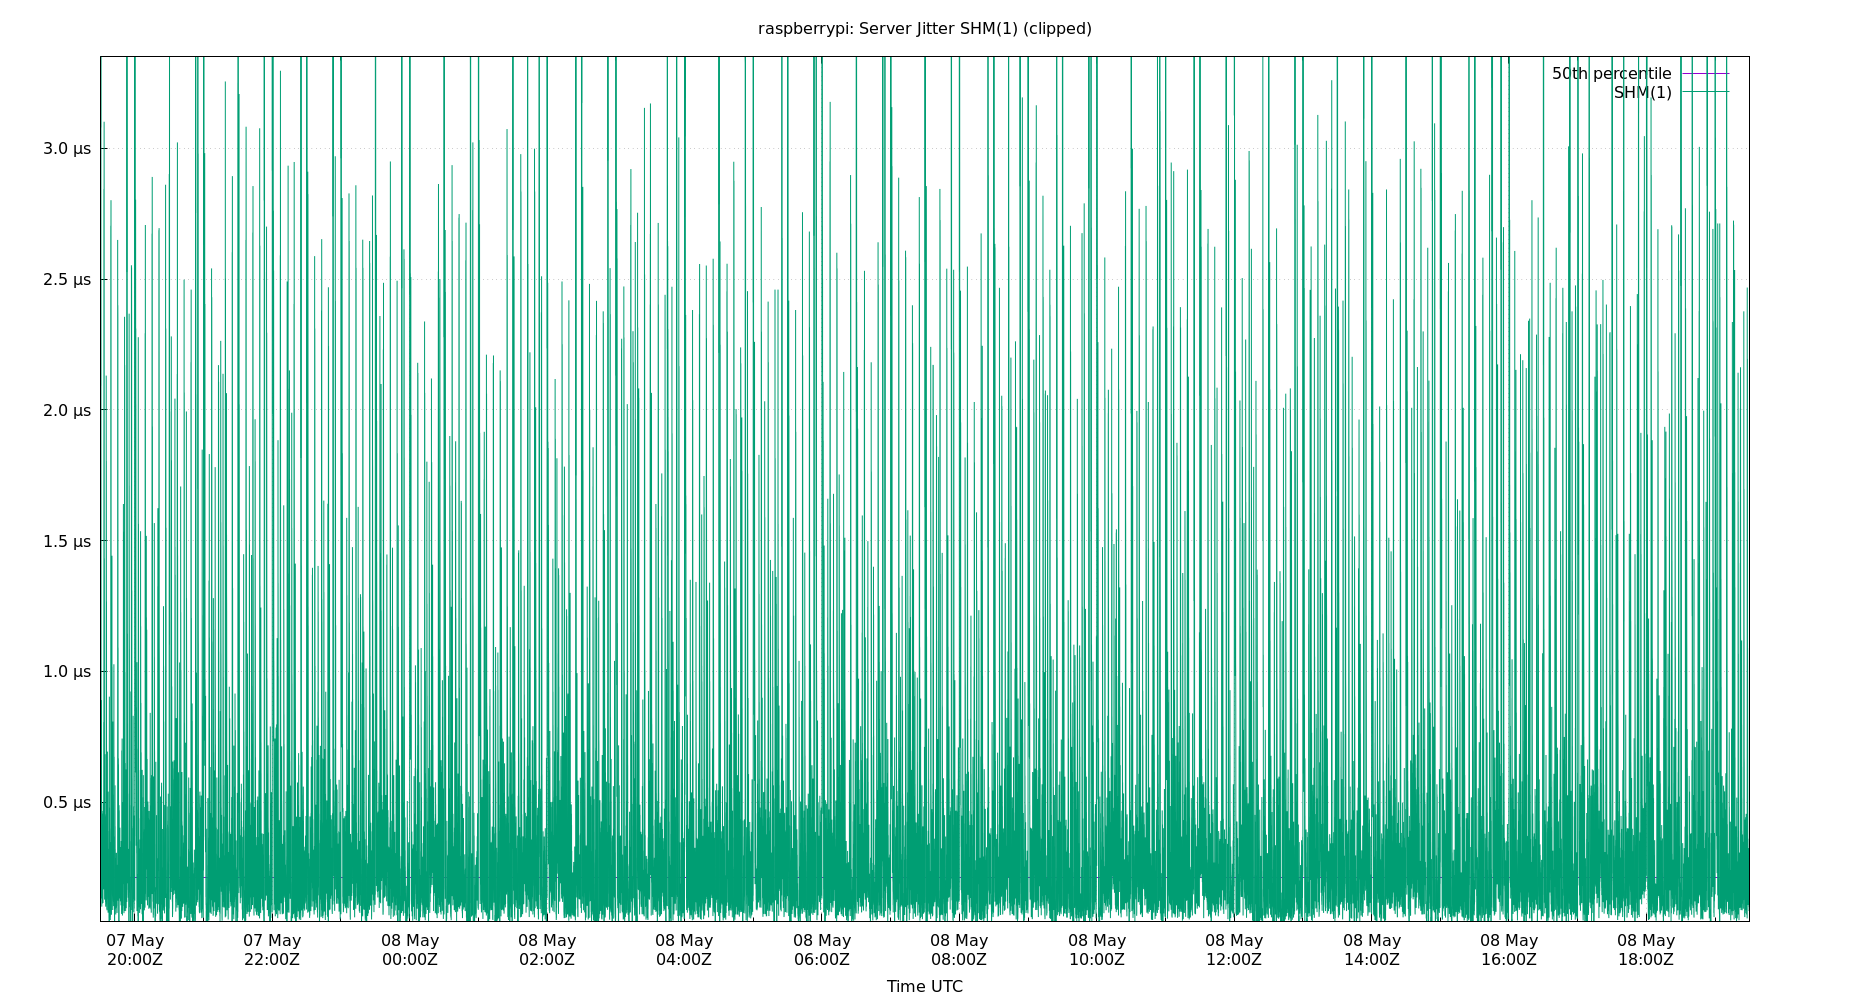 raspberrypi: Server Jitter SHM(1) (clipped)
50th percentile
SHM(1)
3.0 µs
2.5 µs
2.0 µs
1.5 µs
1.0 µs
0.5 µs
07 May 07 May 08 May 08 May 08 May 08 May 08 May 08 May 08 May 08 May 08 May 08 May
20:00Z 22:00Z 00:00Z 02:00Z 04:00Z 06:00Z 08:00Z 10:00Z 12:00Z 14:00Z 16:00Z 18:00Z
Time UTC